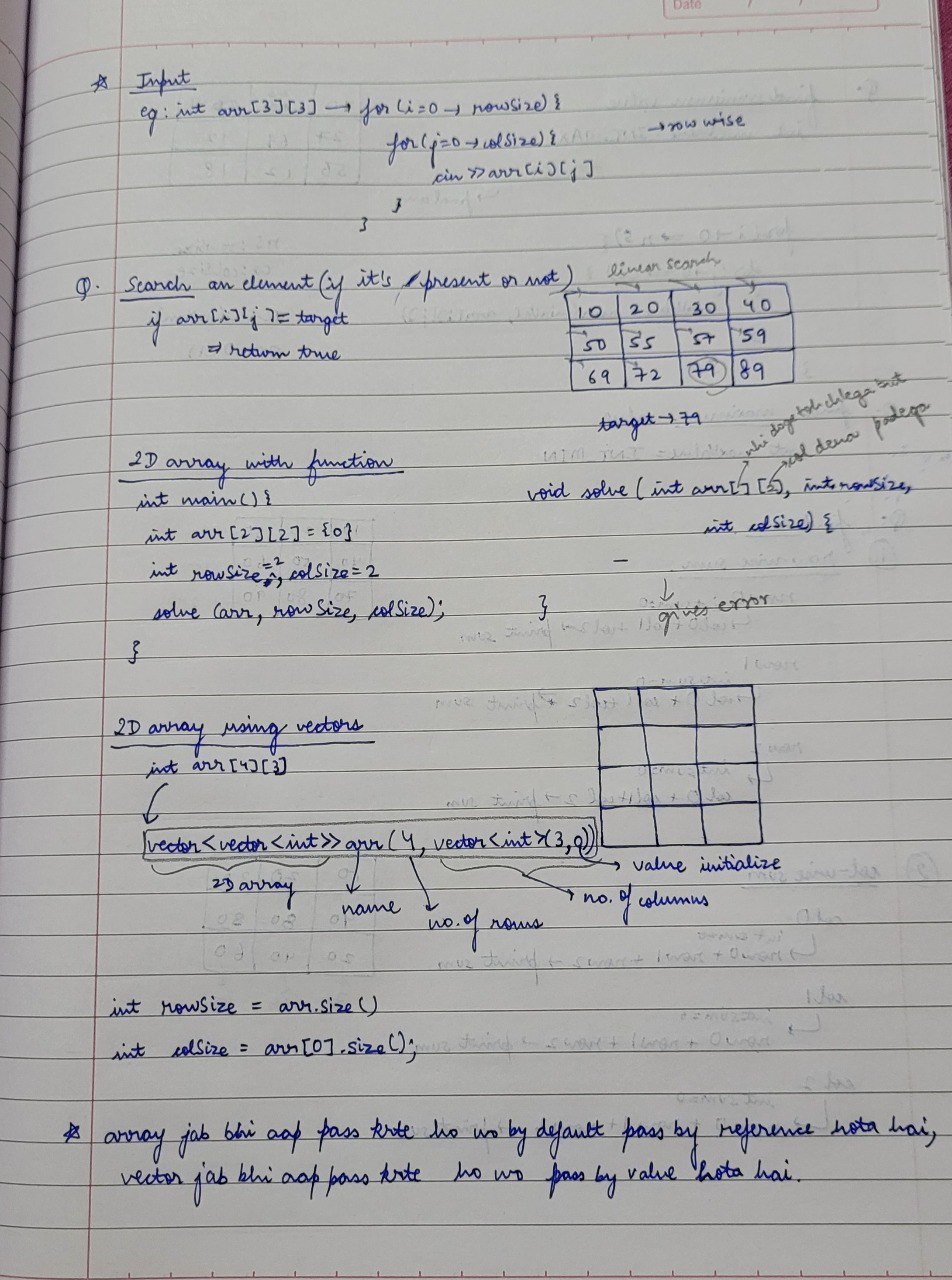 Date
☆ Input
eg: int arr[3][3] → for (i=0 → rowSize) {
for(j=0→colSize) { → row wise
cin >> arr[i][j]
}
}
Q. Search an element (if it's present or not)
if arr[i][j]= target
⇒ return true
linear search
10 20 30 40
50 55 57 59
69 72 79 89
target → 79
2D array with function
int main() {
int arr[2][2] = {0}
int rowSize=2, colSize=2
solve (arr, rowSize, colSize);
}
toh chlega but
col dena padega
void solve (int arr[][], int rowSize,
int colSize) {
—
}
↓
gives error
2D array using vectors
int arr[4][3]
vector<vector<int>> arr(4, vector<int>(3,0))
2D array
name
no. of rows
→ value initialize
→ no. of columns
int rowSize = arr.size()
int colSize = arr[0].size();
☆ array jab bhi aap pass krte ho wo by default pass by reference hota hai,
vector jab bhi aap pass krte ho wo pass by value hota hai.